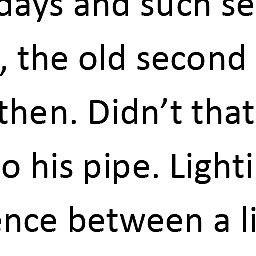 days and such se
, the old second
then. Didn’t that
o his pipe. Lighti
ence between a li